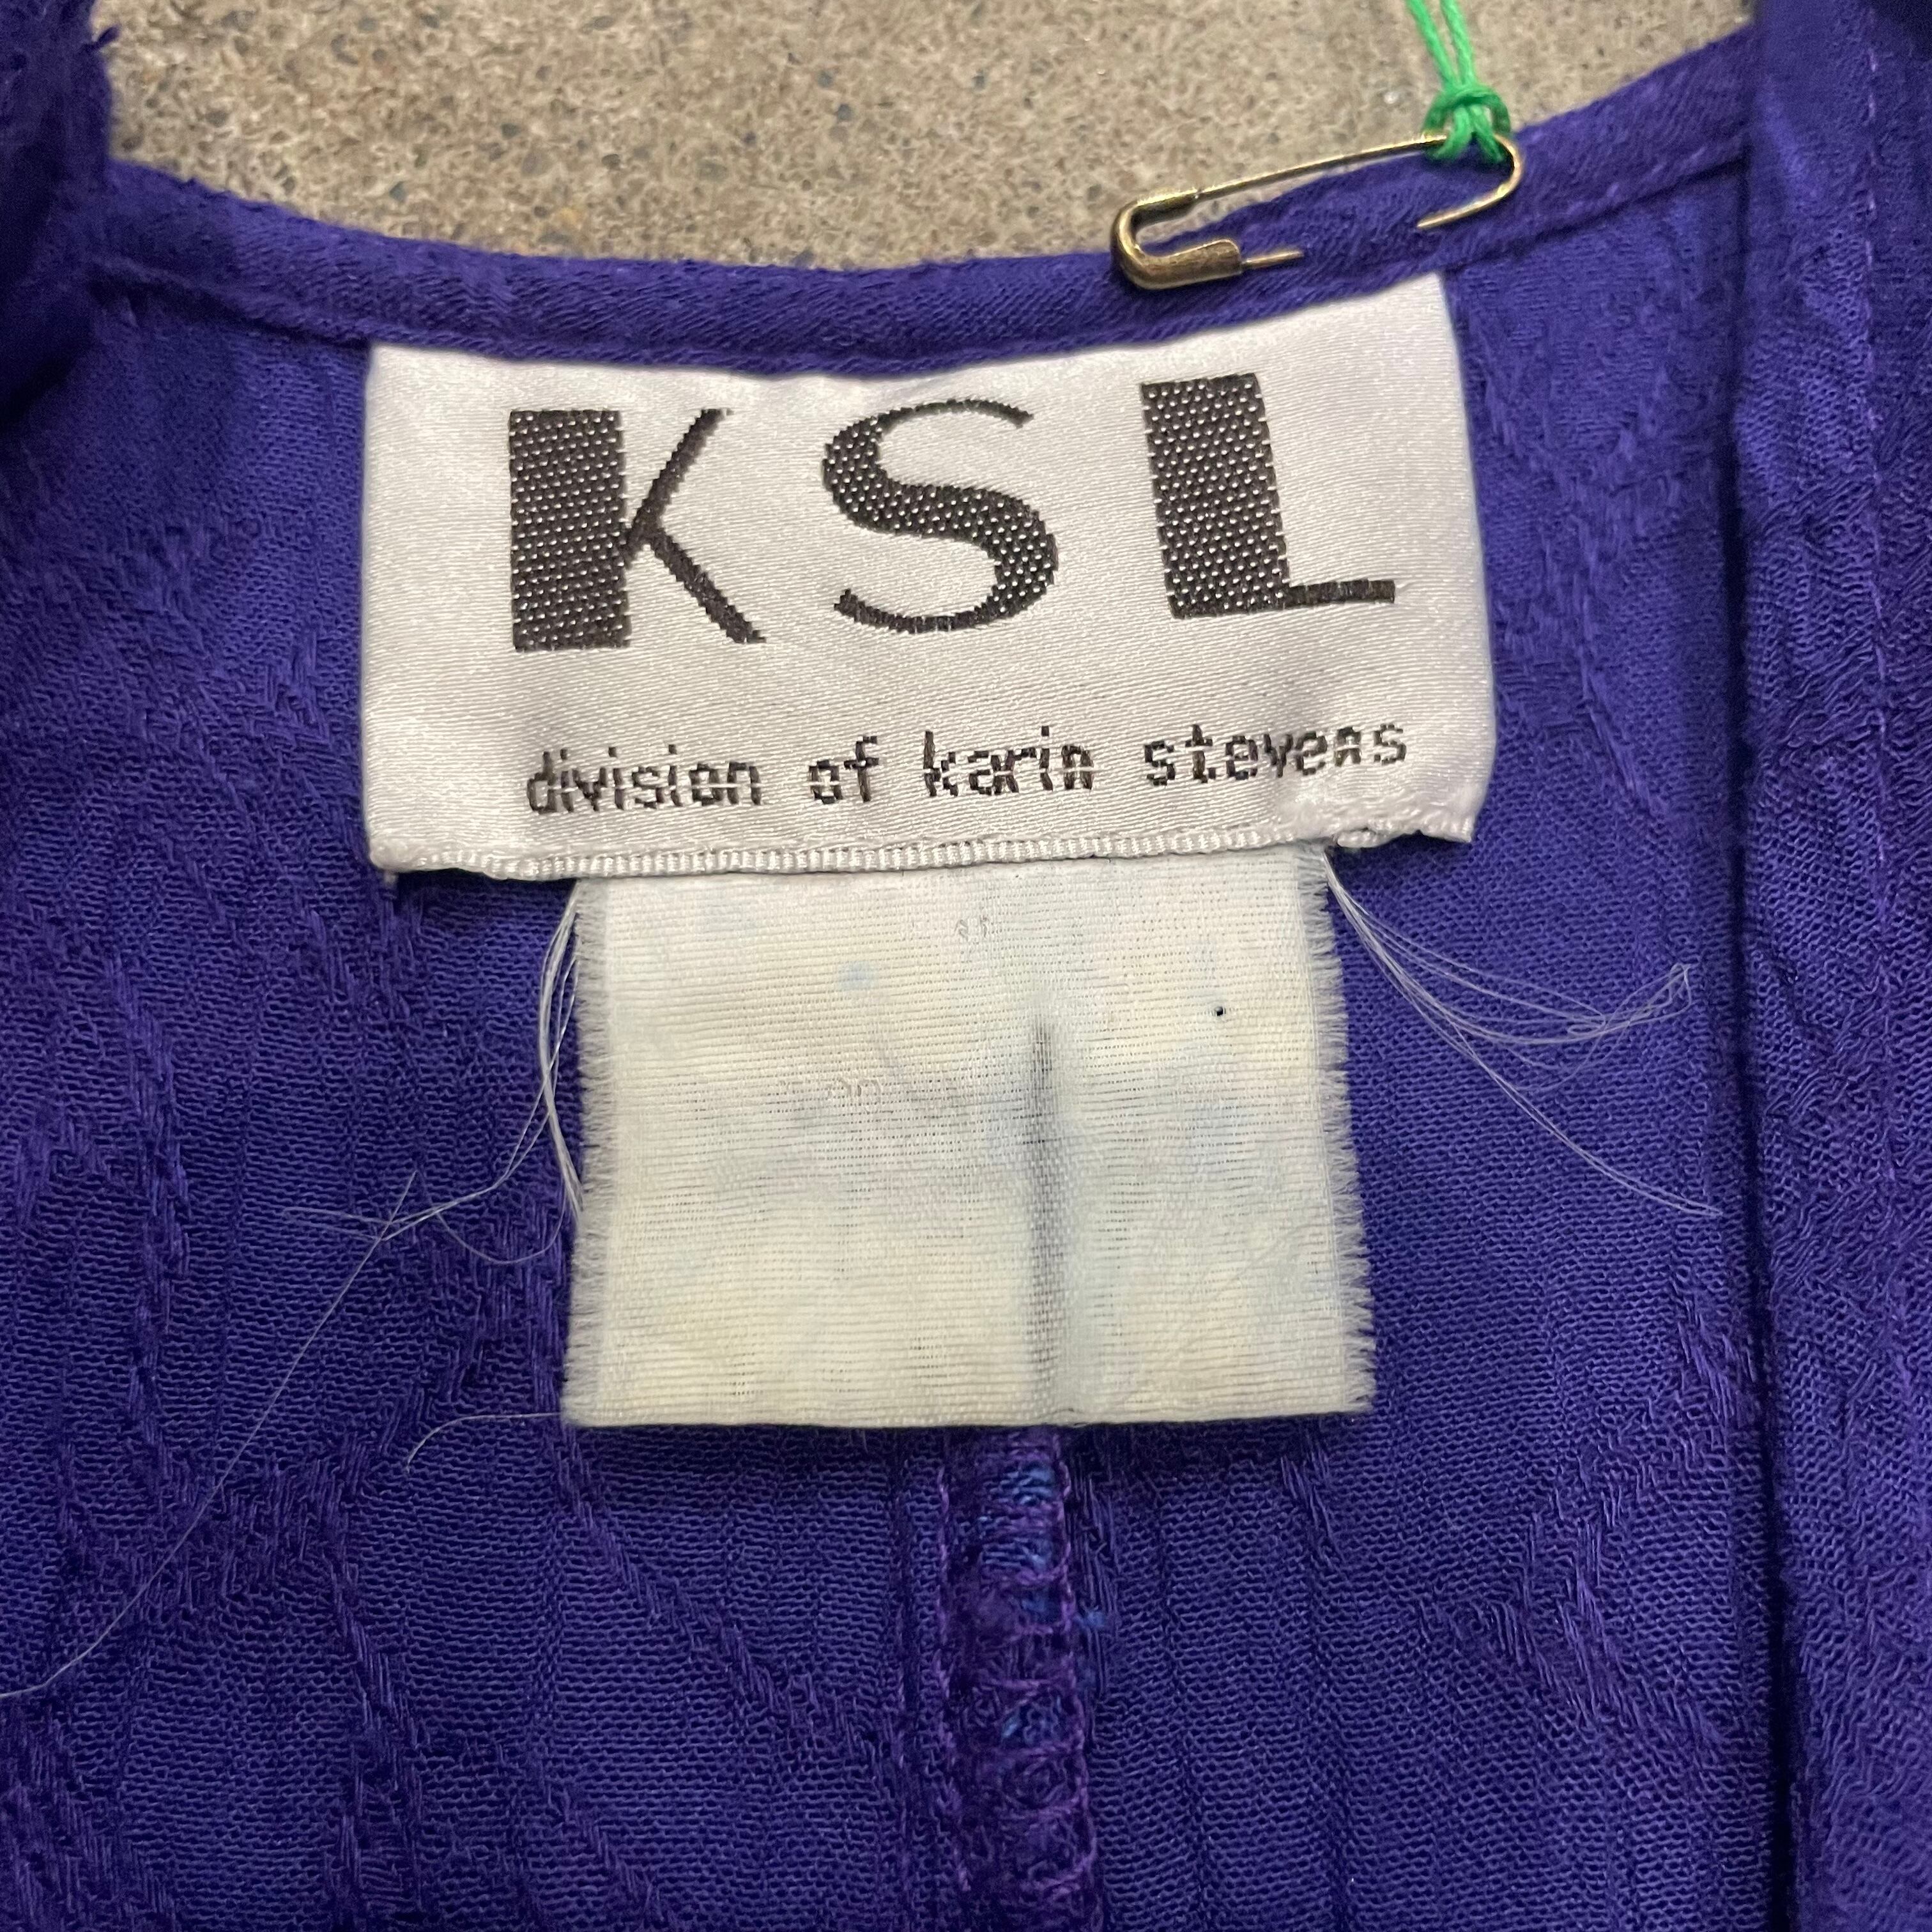 KSL
division of karin stevens